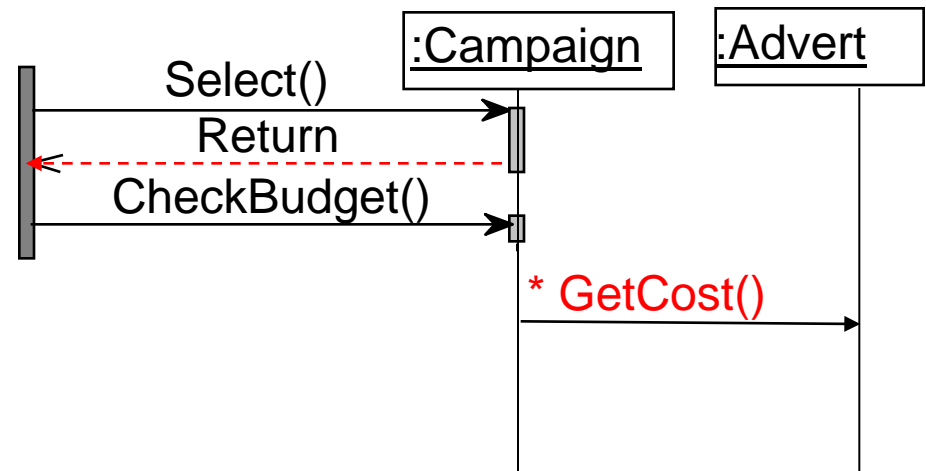 :Campaign
:Advert
Select()
Return
CheckBudget()
* GetCost()